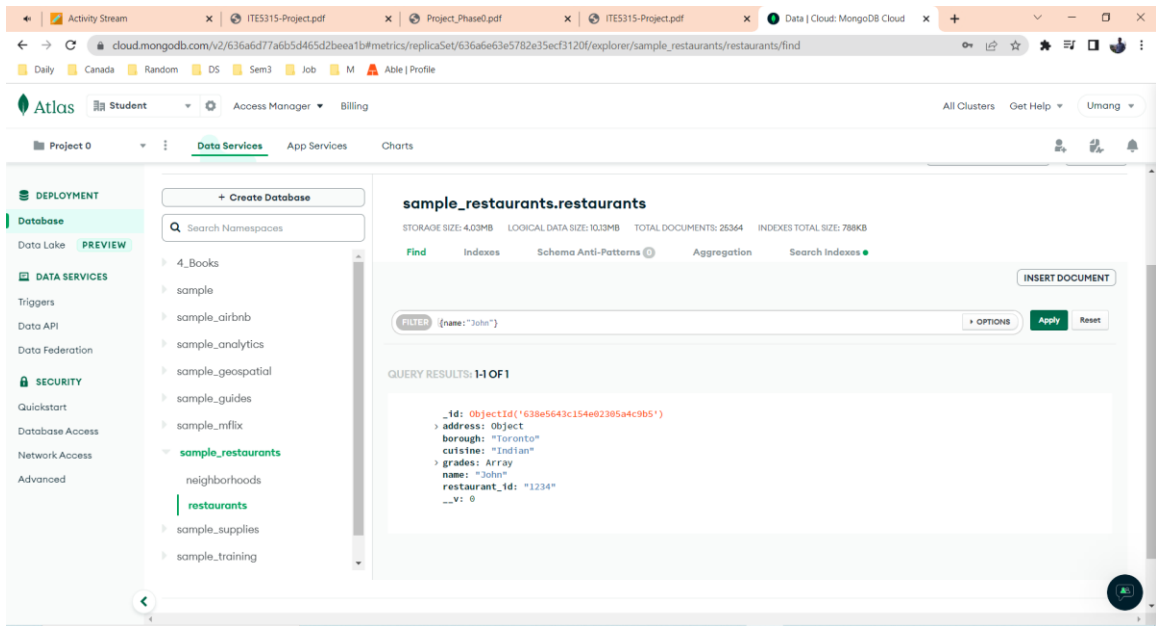 Activity Stream
ITE5315-Project.pdf
Project_Phase0.pdf
ITE5315-Project.pdf
Data | Cloud: MongoDB Cloud
cloud.mongodb.com/v2/636a6d77a6b5d465d2beea1b#metrics/replicaSet/636a6e63e5782e35ecf3120f/explorer/sample_restaurants/restaurants/find
Daily Canada Random DS Sem3 Job M Able | Profile
Atlas Student Access Manager Billing All Clusters Get Help Umang
Project 0 Data Services App Services Charts
DEPLOYMENT
Database
Data Lake PREVIEW
DATA SERVICES
Triggers
Data API
Data Federation
SECURITY
Quickstart
Database Access
Network Access
Advanced
+ Create Database
Search Namespaces
4_Books
sample
sample_airbnb
sample_analytics
sample_geospatial
sample_guides
sample_mflix
sample_restaurants
neighborhoods
restaurants
sample_supplies
sample_training
sample_restaurants.restaurants
STORAGE SIZE: 4.03MB LOGICAL DATA SIZE: 10.13MB TOTAL DOCUMENTS: 25364 INDEXES TOTAL SIZE: 788KB
Find Indexes Schema Anti-Patterns 0 Aggregation Search Indexes
INSERT DOCUMENT
FILTER {name:"John"} OPTIONS Apply Reset
QUERY RESULTS: 1-1 OF 1
_id: ObjectId('638e5643c154e02305a4c9b5')
address: Object
borough: "Toronto"
cuisine: "Indian"
grades: Array
name: "John"
restaurant_id: "1234"
__v: 0